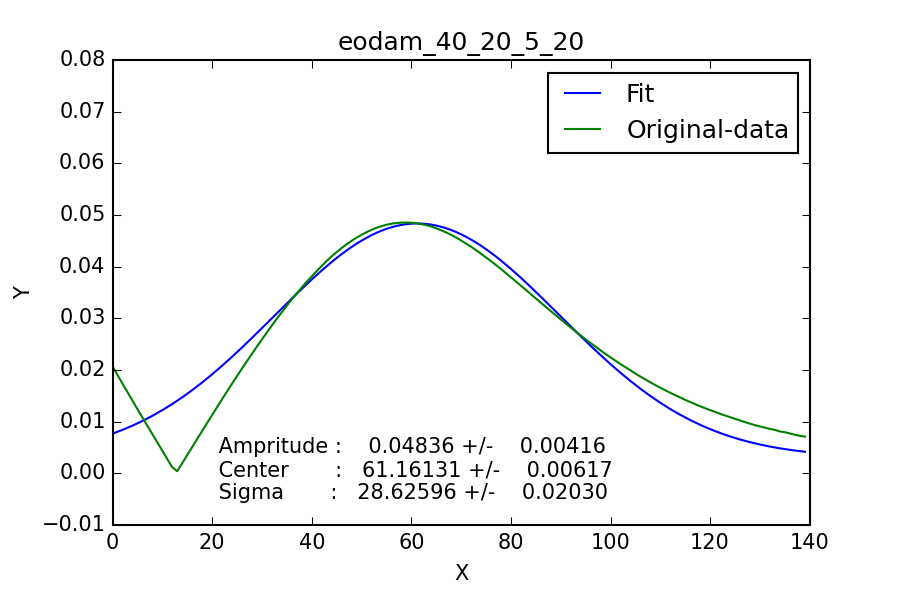 eodam_40_20_5_20
Fit
Original-data
0.08
0.07
0.06
0.05
0.04
0.03
0.02
0.01
0.00
−0.01
Y
Ampritude : 0.04836 +/- 0.00416
Center : 61.16131 +/- 0.00617
Sigma : 28.62596 +/- 0.02030
0 20 40 60 80 100 120 140
X